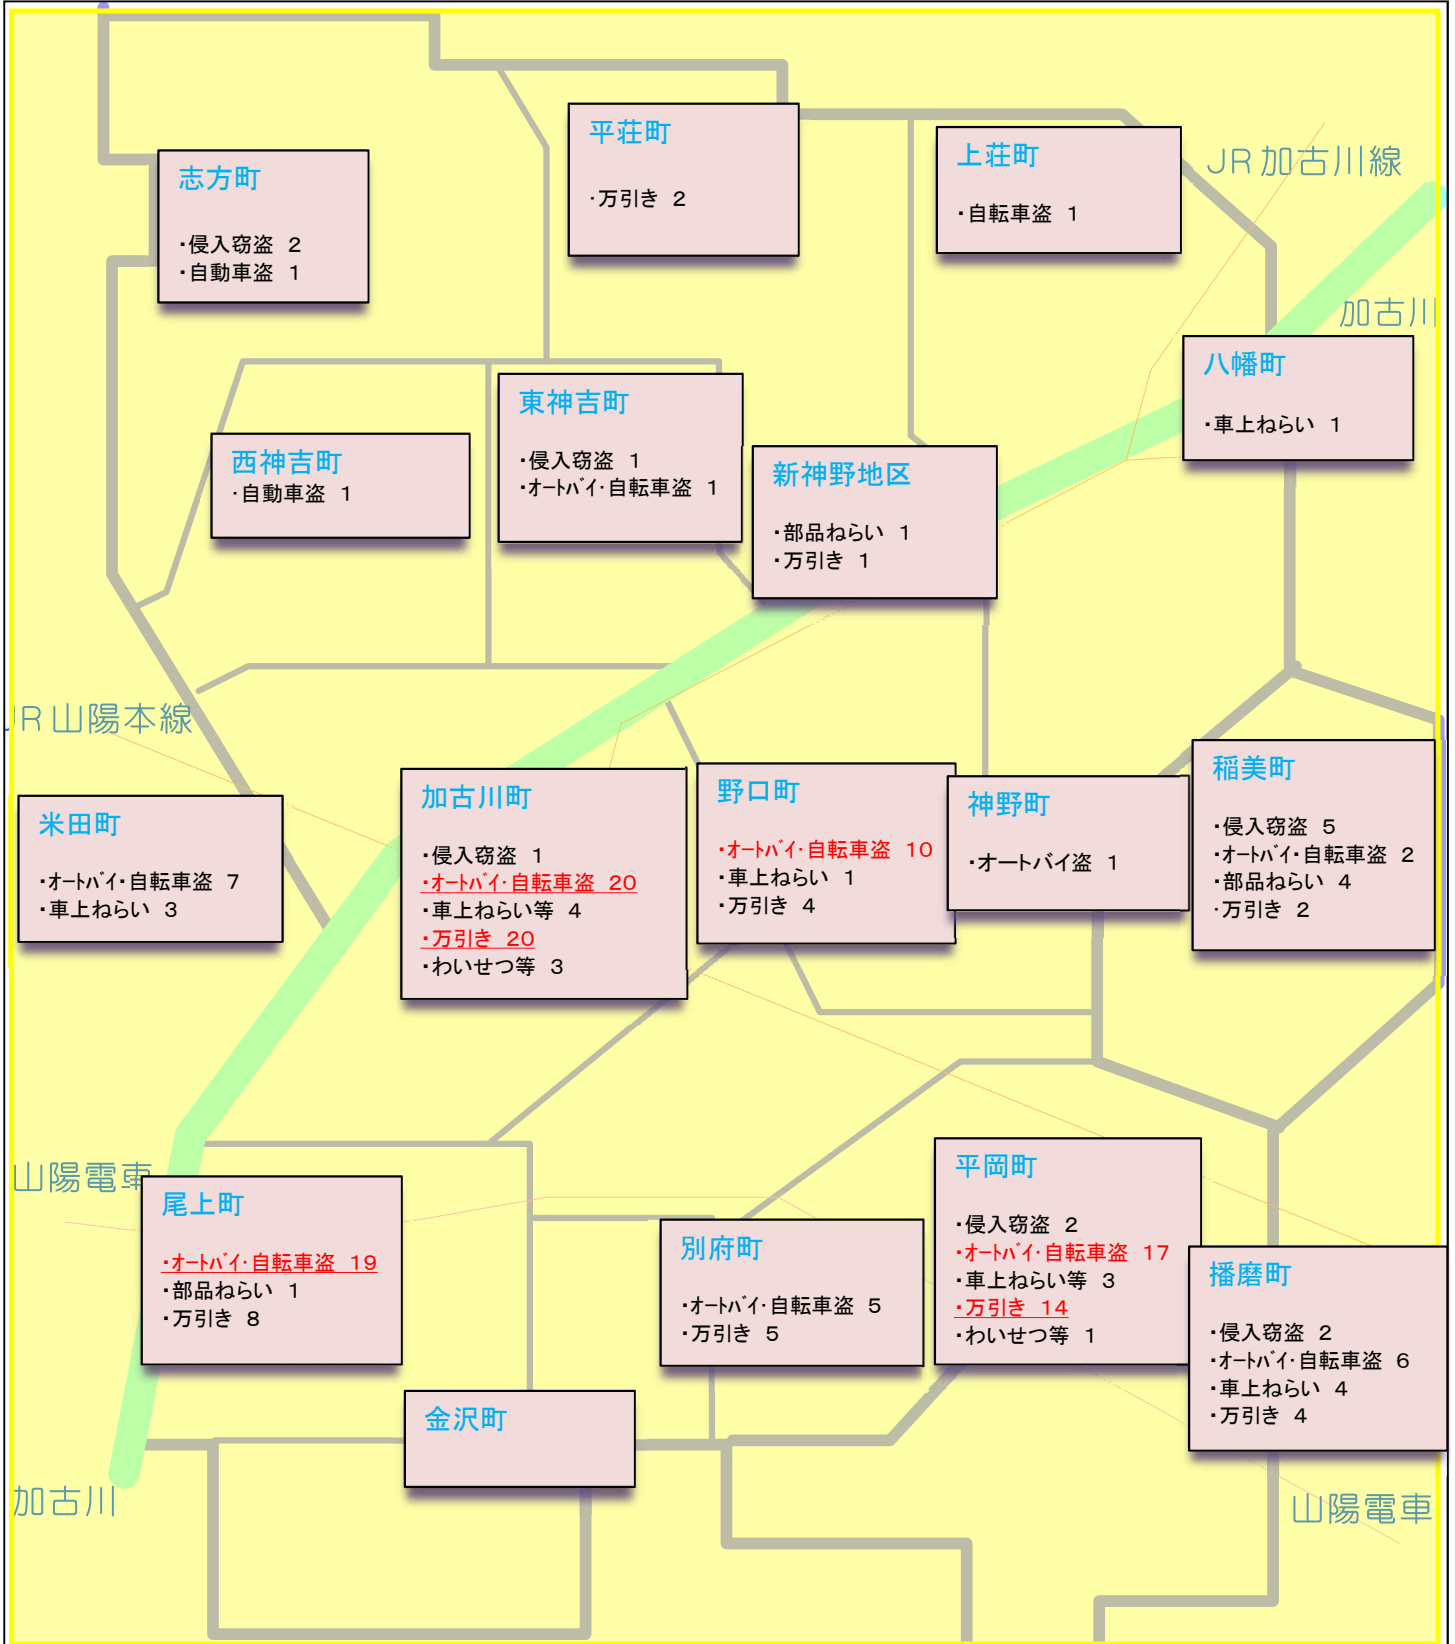 平荘町
・万引き 2
上荘町
・自転車盗 1
JR加古川線
志方町
・侵入窃盗 2
・自動車盗 1
加古川
八幡町
・車上ねらい 1
東神吉町
・侵入窃盗 1
・ｵｰﾄﾊﾞｲ・自転車盗 1
西神吉町
・自動車盗 1
新神野地区
・部品ねらい 1
・万引き 1
JR山陽本線
米田町
・ｵｰﾄﾊﾞｲ・自転車盗 7
・車上ねらい 3
加古川町
・侵入窃盗 1
・ｵｰﾄﾊﾞｲ・自転車盗 20
・車上ねらい等 4
・万引き 20
・わいせつ等 3
野口町
・ｵｰﾄﾊﾞｲ・自転車盗 10
・車上ねらい 1
・万引き 4
神野町
・オートバイ盗 1
稲美町
・侵入窃盗 5
・ｵｰﾄﾊﾞｲ・自転車盗 2
・部品ねらい 4
・万引き 2
山陽電車
尾上町
・ｵｰﾄﾊﾞｲ・自転車盗 19
・部品ねらい 1
・万引き 8
別府町
・ｵｰﾄﾊﾞｲ・自転車盗 5
・万引き 5
平岡町
・侵入窃盗 2
・ｵｰﾄﾊﾞｲ・自転車盗 17
・車上ねらい等 3
・万引き 14
・わいせつ等 1
播磨町
・侵入窃盗 2
・ｵｰﾄﾊﾞｲ・自転車盗 6
・車上ねらい 4
・万引き 4
金沢町
加古川
山陽電車